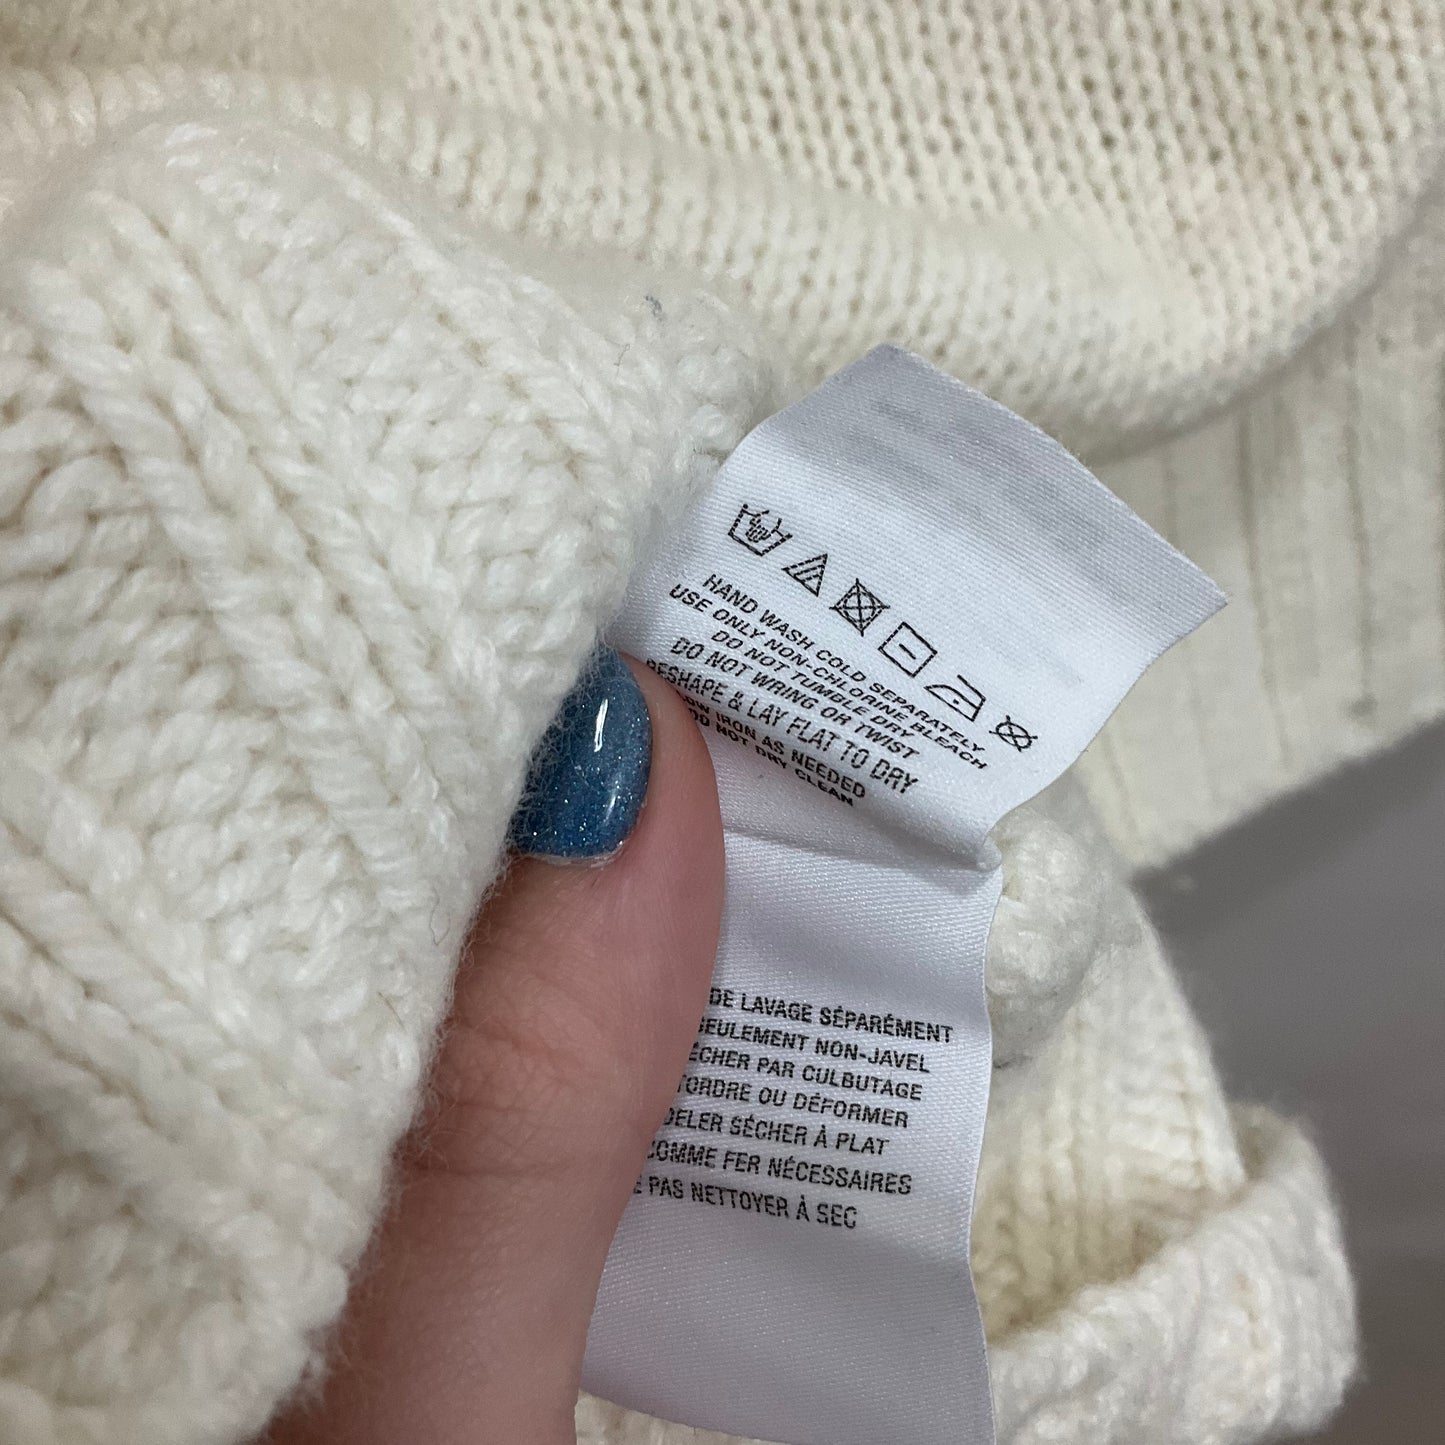 HAND WASH COLD SEPARATELY
USE ONLY NON-CHLORINE BLEACH
DO NOT TUMBLE DRY
DO NOT WRING OR TWIST
RESHAPE & LAY FLAT TO DRY
LOW IRON AS NEEDED
DO NOT DRY CLEAN
DE LAVAGE SÉPARÉMENT
SEULEMENT NON-JAVEL
SÉCHER PAR CULBUTAGE
TORDRE OU DÉFORMER
DELER SÉCHER À PLAT
COMME FER NÉCESSAIRES
PAS NETTOYER À SEC